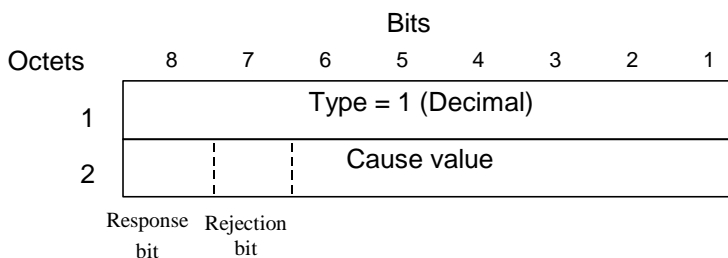 Bits
Octets 8 7 6 5 4 3 2 1
1 Type = 1 (Decimal)
2 Cause value
Response Rejection
bit bit